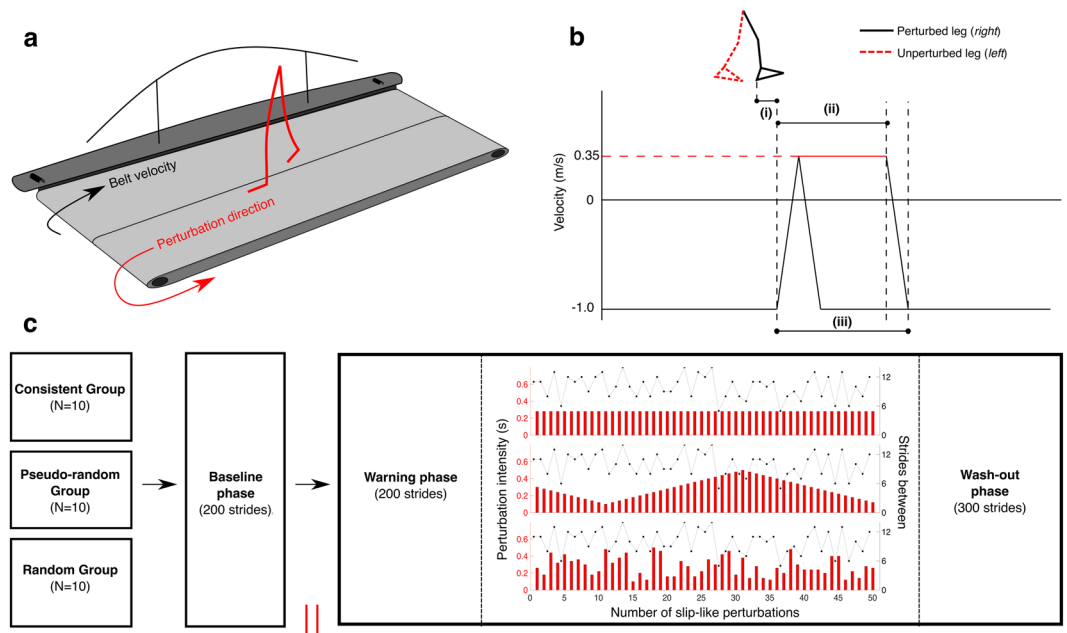 a
Belt velocity
Perturbation direction
b
Perturbed leg (right)
Unperturbed leg (left)
(i)
(ii)
0.35
0
-1.0
Velocity (m/s)
(iii)
c
Consistent Group
(N=10)
Pseudo-random
Group
(N=10)
Random Group
(N=10)
Baseline
phase
(200 strides)
Warning phase
(200 strides)
Perturbation intensity (s)
0.6
0.4
0.2
0
12
6
0
0.6
0.4
0.2
0
12
6
0
0.6
0.4
0.2
0
12
6
0
Strides between
0 5 10 15 20 25 30 35 40 45 50
Number of slip-like perturbations
Wash-out
phase
(300 strides)